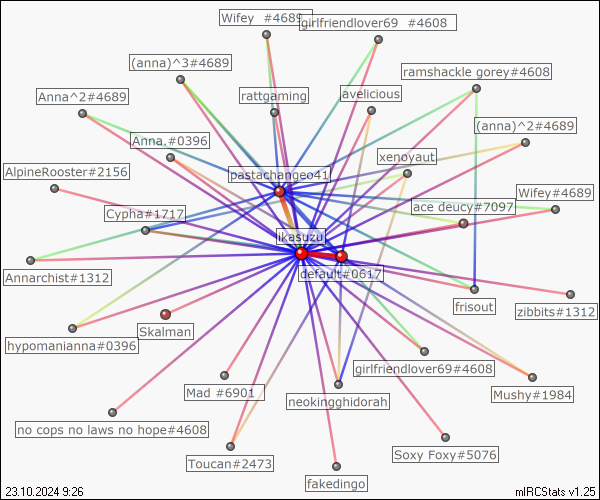 Wifey #4689
girlfriendlover69 #4608
(anna)^3#4689
ramshackle gorey#4608
Anna^2#4689
rattgaming
avelicious
(anna)^2#4689
Anna.#0396
xenoyaut
AlpineRooster#2156
pastachangeo41
Wifey#4689
Cypha#1717
ace deucy#7097
ikasuzu
Annarchist#1312
default#0617
frisout
zibbits#1312
Skalman
hypomanianna#0396
girlfriendlover69#4608
Mad #6901
neokingghidorah
Mushy#1984
no cops no laws no hope#4608
Soxy Foxy#5076
Toucan#2473
fakedingo
23.10.2024 9:26
mIRCStats v1.25